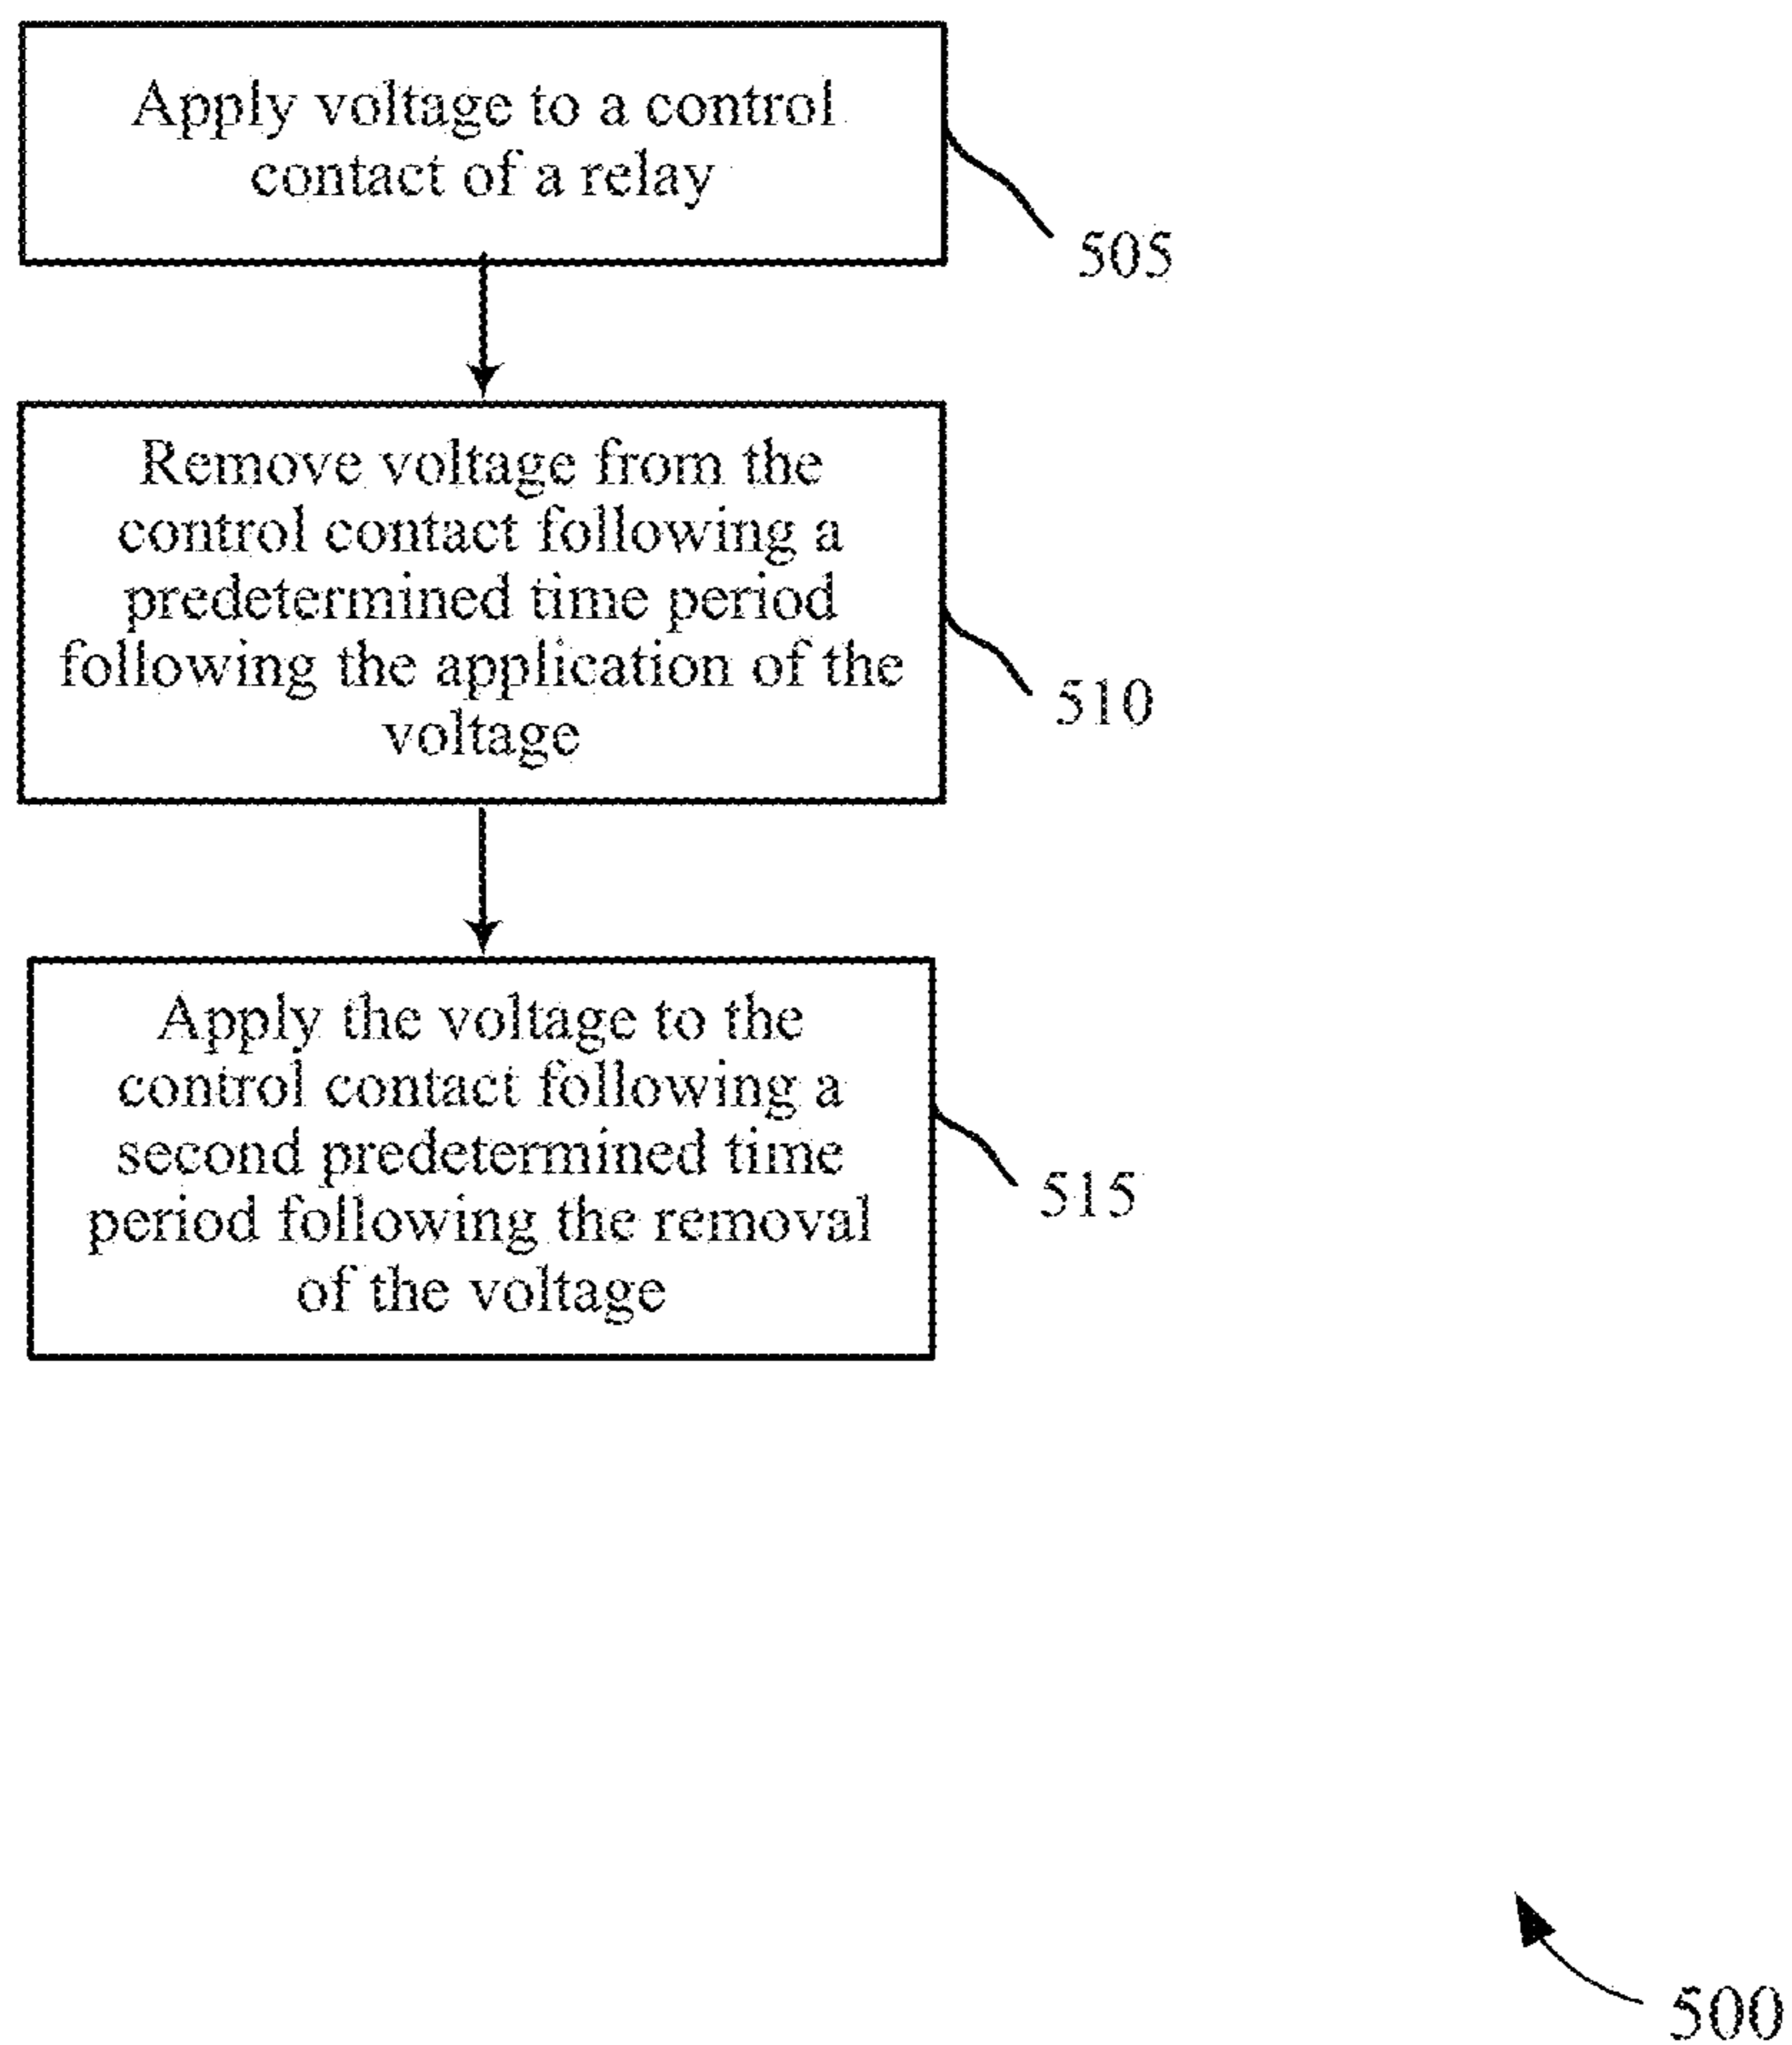 Apply voltage to a control
contact of a relay
505
Remove voltage from the
control contact following a
predetermined time period
following the application of the
voltage
510
Apply the voltage to the
control contact following a
second predetermined time
period following the removal
of the voltage
515
500